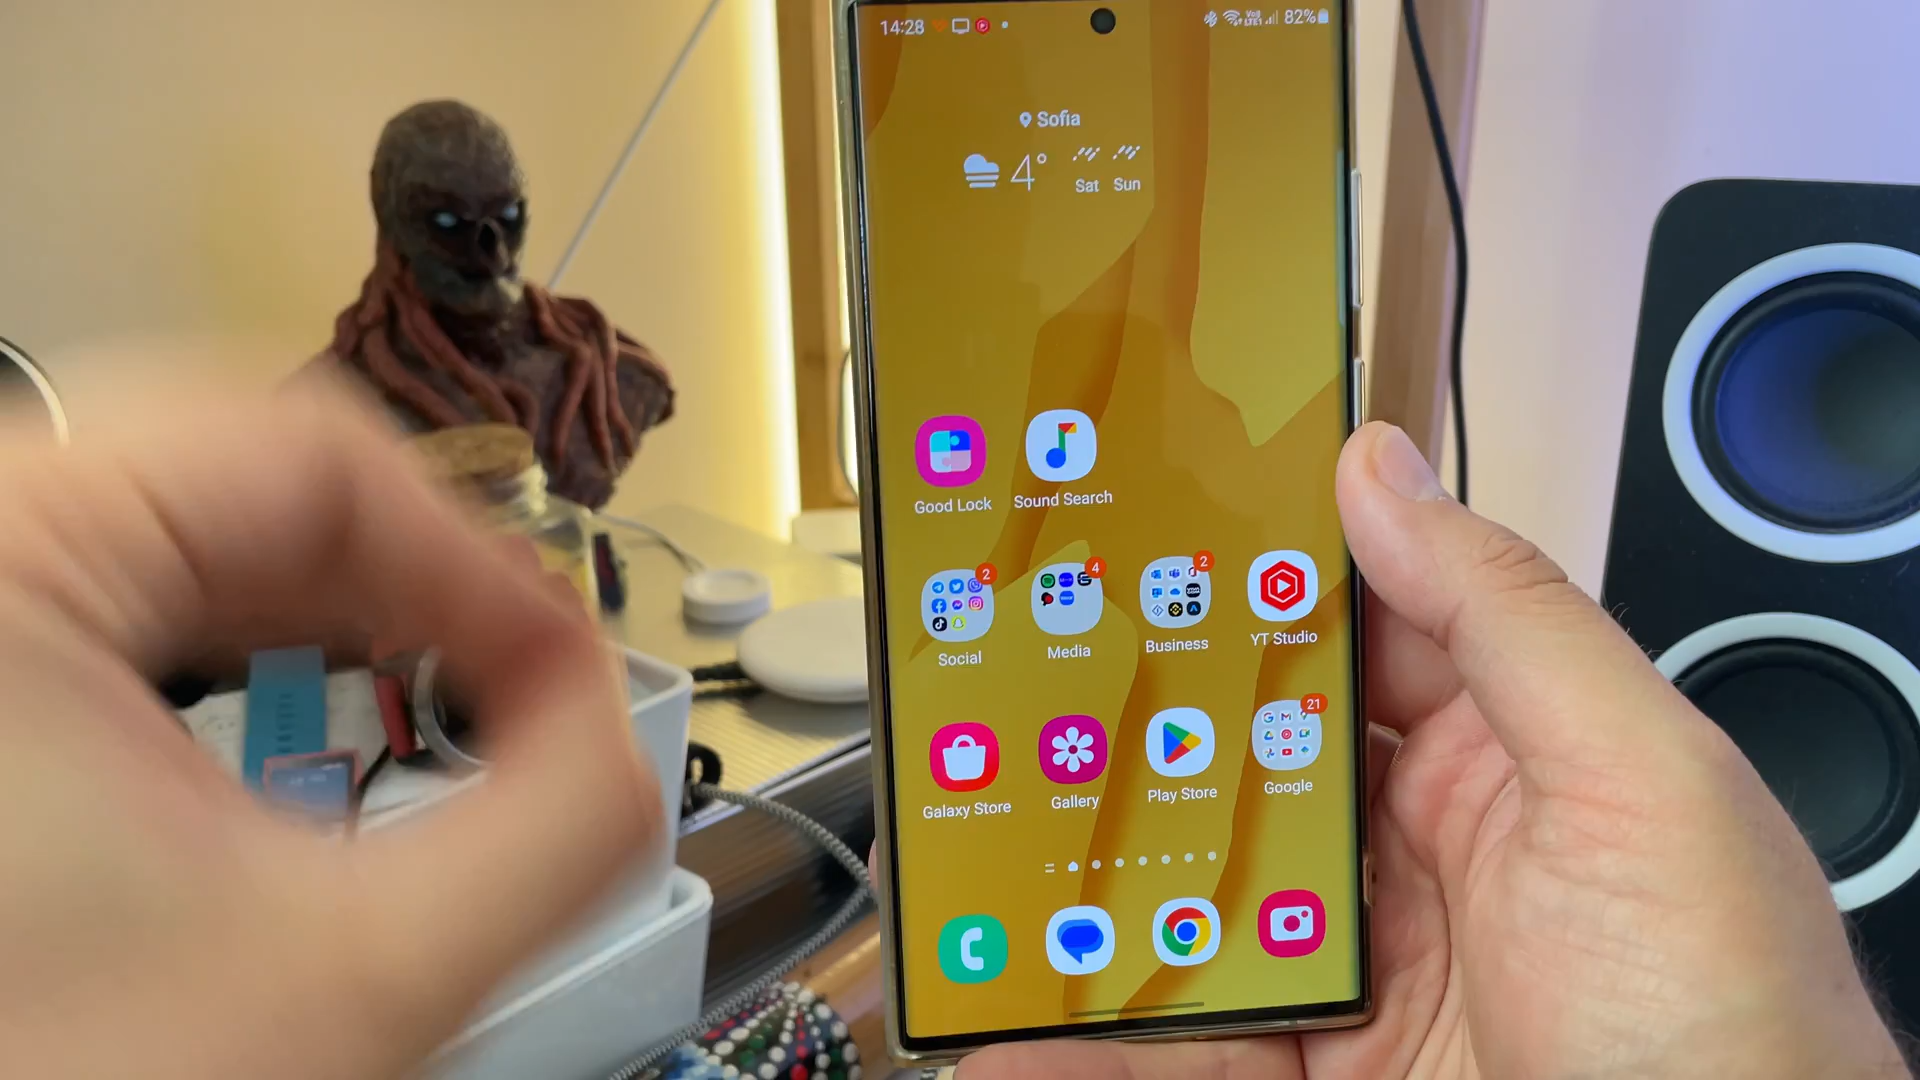 14:28
82%
Sofia
4°
Sat Sun
Good Lock
Sound Search
2
4
2
Social
Media
Business
YT Studio
21
Galaxy Store
Gallery
Play Store
Google